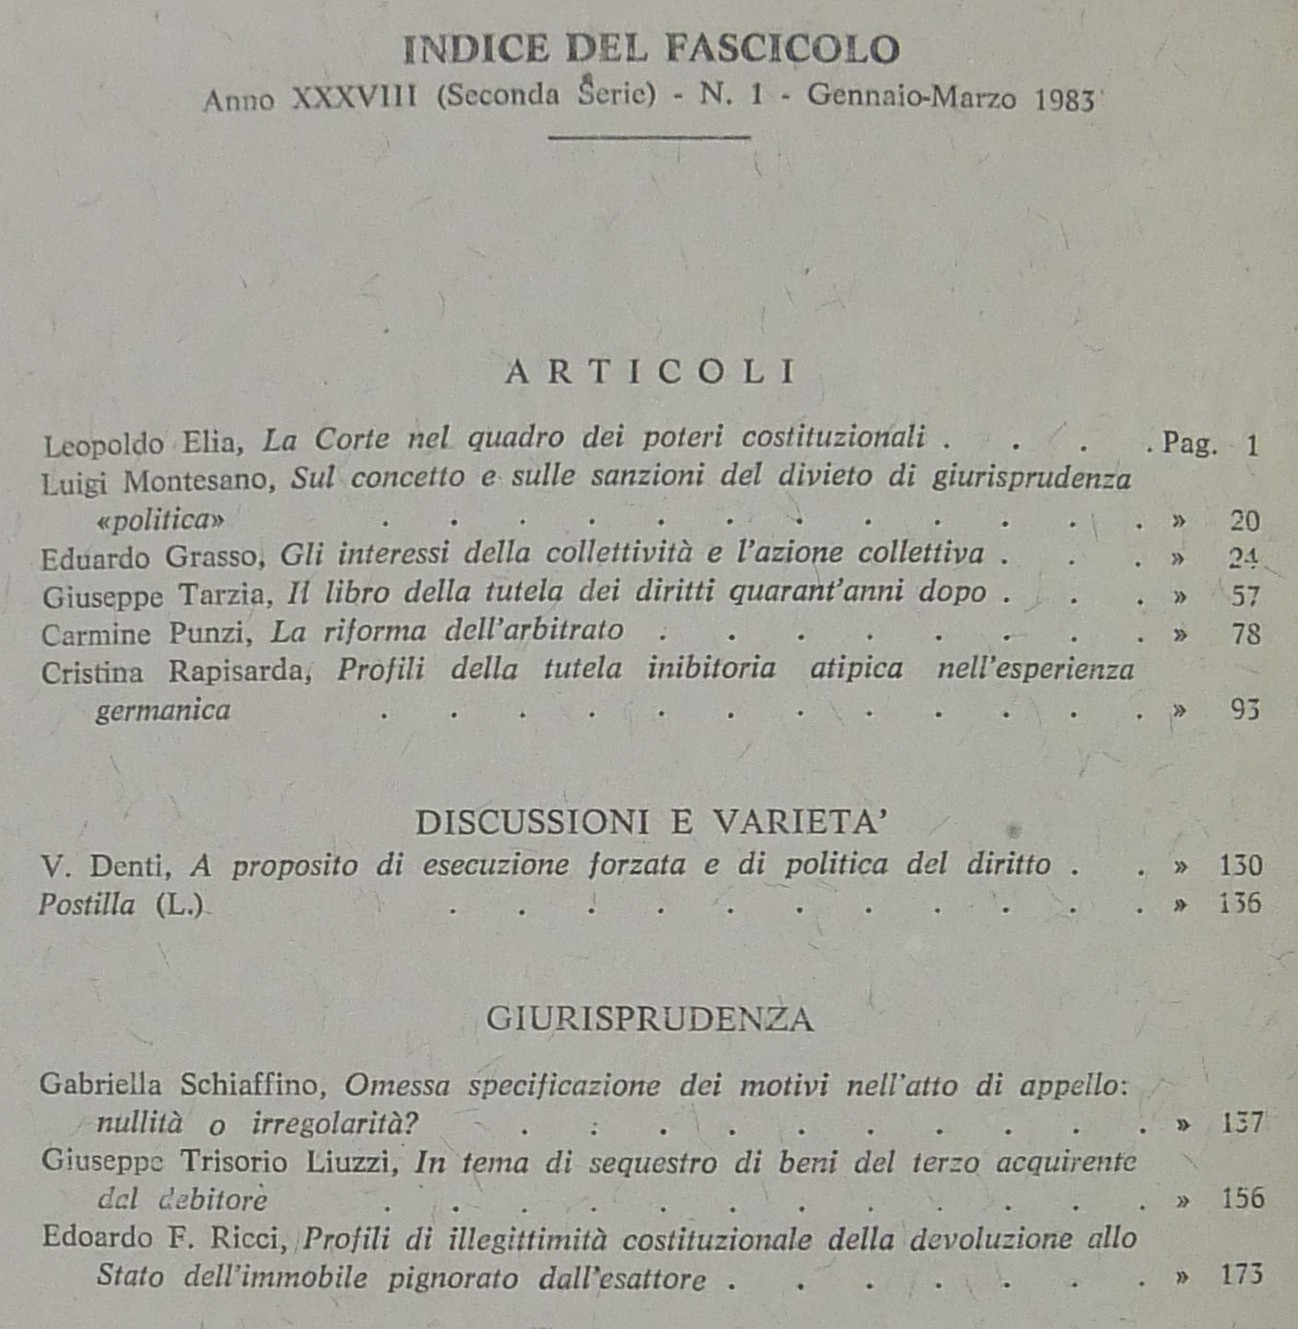 INDICE DEL FASCICOLO
Anno XXXVIII (Seconda Serie) - N. 1 - Gennaio-Marzo 1983
ARTICOLI
Leopoldo Elia, La Corte nel quadro dei poteri costituzionali . . . . Pag. 1
Luigi Montesano, Sul concetto e sulle sanzioni del divieto di giurisprudenza
«politica» . . . . . . . . . . . . » 20
Eduardo Grasso, Gli interessi della collettività e l'azione collettiva . . . » 24
Giuseppe Tarzia, Il libro della tutela dei diritti quarant'anni dopo . . . » 57
Carmine Punzi, La riforma dell'arbitrato . . . . . . . . » 78
Cristina Rapisarda, Profili della tutela inibitoria atipica nell'esperienza
germanica . . . . . . . . . . . . » 93
DISCUSSIONI E VARIETA'
V. Denti, A proposito di esecuzione forzata e di politica del diritto . . » 130
Postilla (L.) . . . . . . . . . . . » 136
GIURISPRUDENZA
Gabriella Schiaffino, Omessa specificazione dei motivi nell'atto di appello:
nullità o irregolarità? . . . . . . . . . . » 137
Giuseppe Trisorio Liuzzi, In tema di sequestro di beni del terzo acquirente
del debitore . . . . . . . . . . . . » 156
Edoardo F. Ricci, Profili di illegittimità costituzionale della devoluzione allo
Stato dell'immobile pignorato dall'esattore . . . . . . . » 173